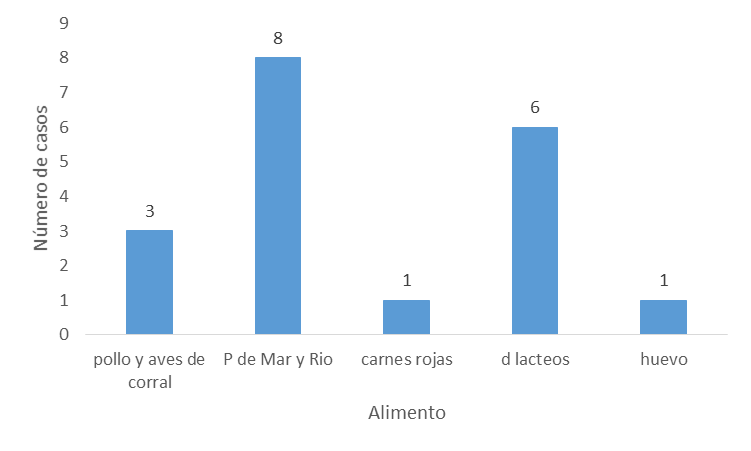 9
8
7
6
5
4
3
2
1
0
Número de casos
3
8
1
6
1
pollo y aves de
corral
P de Mar y Rio
carnes rojas
d lacteos
huevo
Alimento